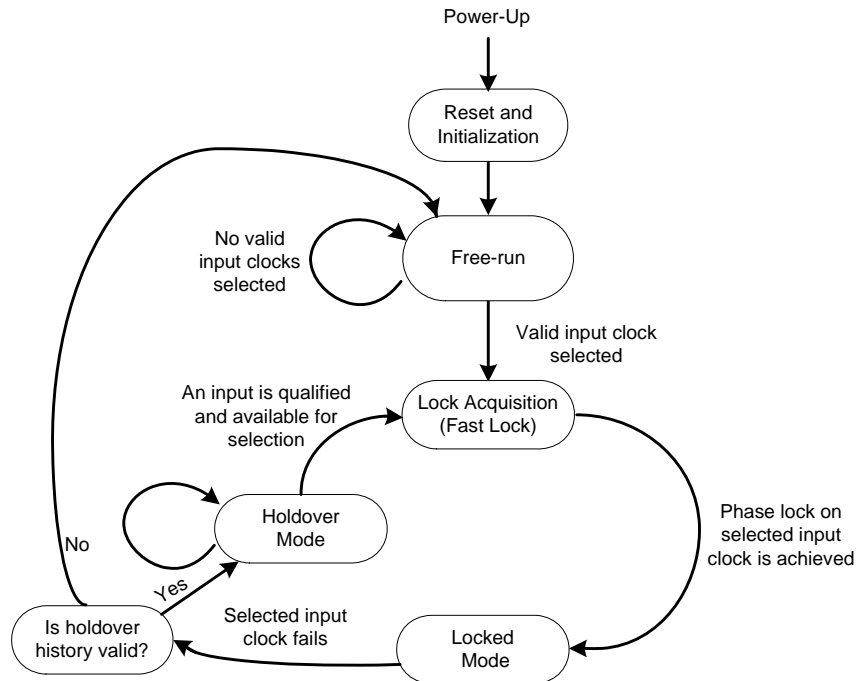 Power-Up
Reset and
Initialization
No valid
input clocks
selected
Free-run
Valid input clock
selected
An input is qualified
and available for
selection
Lock Acquisition
(Fast Lock)
Holdover
Mode
Phase lock on
selected input
clock is achieved
No
Yes
Is holdover
history valid?
Selected input
clock fails
Locked
Mode